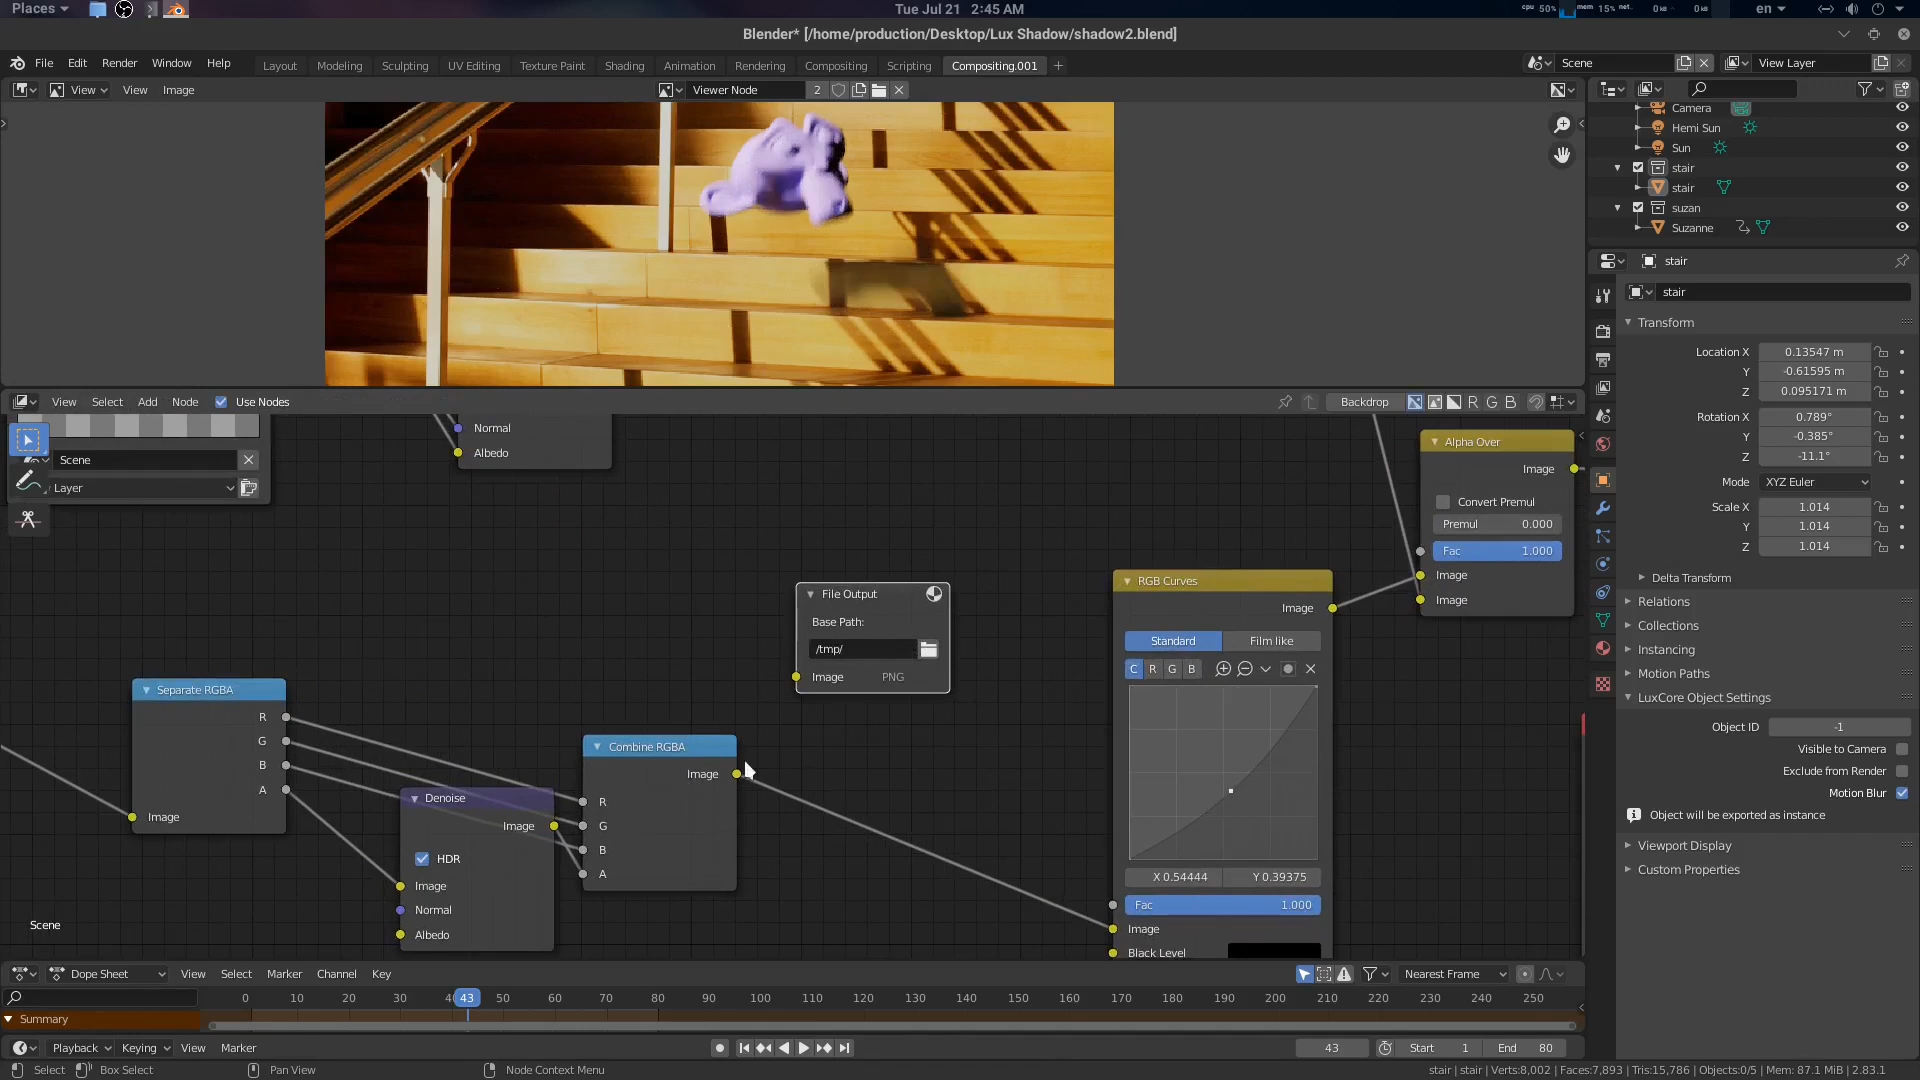 Places
Tue Jul 21 2:45 AM
cpu 50% mem 15% net 0k 0k
en
Blender* [/home/production/Desktop/Lux Shadow/shadow2.blend]
File Edit Render Window Help
Layout Modeling Sculpting UV Editing Texture Paint Shading Animation Rendering Compositing Scripting Compositing.001
Scene
View Layer
View View Image
Viewer Node 2
Camera
Hemi Sun
Sun
stair
stair
suzan
Suzanne
stair
stair
Transform
Location X 0.13547 m
Y -0.61595 m
Z 0.095171 m
Rotation X 0.789°
Y -0.385°
Z -11.1°
Mode XYZ Euler
Scale X 1.014
Y 1.014
Z 1.014
Delta Transform
Relations
Collections
Instancing
Motion Paths
LuxCore Object Settings
Object ID -1
Visible to Camera
Exclude from Render
Motion Blur
Object will be exported as instance
Viewport Display
Custom Properties
View Select Add Node Use Nodes
Backdrop R G B
Normal
Albedo
Scene
Layer
Alpha Over
Image
Convert Premul
Premul 0.000
Fac 1.000
Image
Image
File Output
Base Path:
/tmp/
Image PNG
RGB Curves
Image
Standard Film like
C R G B
X 0.54444 Y 0.39375
Fac 1.000
Image
Black Level
Separate RGBA
R
G
B
A
Image
Denoise
Image
HDR
Image
Normal
Albedo
Combine RGBA
Image
R
G
B
A
Scene
Dope Sheet View Select Marker Channel Key
Nearest Frame
0 10 20 30 4 43 50 60 70 80 90 100 110 120 130 140 150 160 170 180 190 200 210 220 230 240 250
Summary
Playback Keying View Marker
43 Start 1 End 80
Select Box Select Pan View Node Context Menu
stair | stair | Verts:8,002 | Faces:7,893 | Tris:15,786 | Objects:0/5 | Mem: 87.1 MiB | 2.83.1